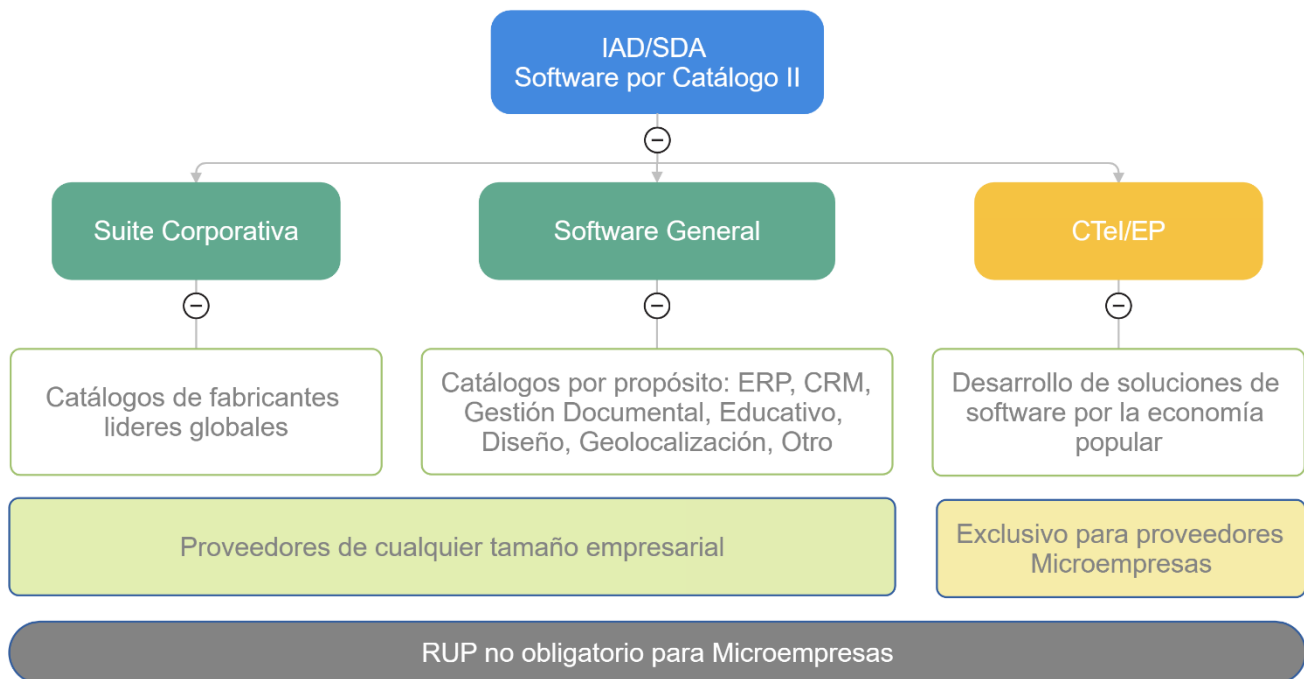 IAD/SDA
Software por Catálogo II
Suite Corporativa
Software General
CTeI/EP
Catálogos de fabricantes
lideres globales
Catálogos por propósito: ERP, CRM,
Gestión Documental, Educativo,
Diseño, Geolocalización, Otro
Desarrollo de soluciones de
software por la economía
popular
Proveedores de cualquier tamaño empresarial
Exclusivo para proveedores
Microempresas
RUP no obligatorio para Microempresas